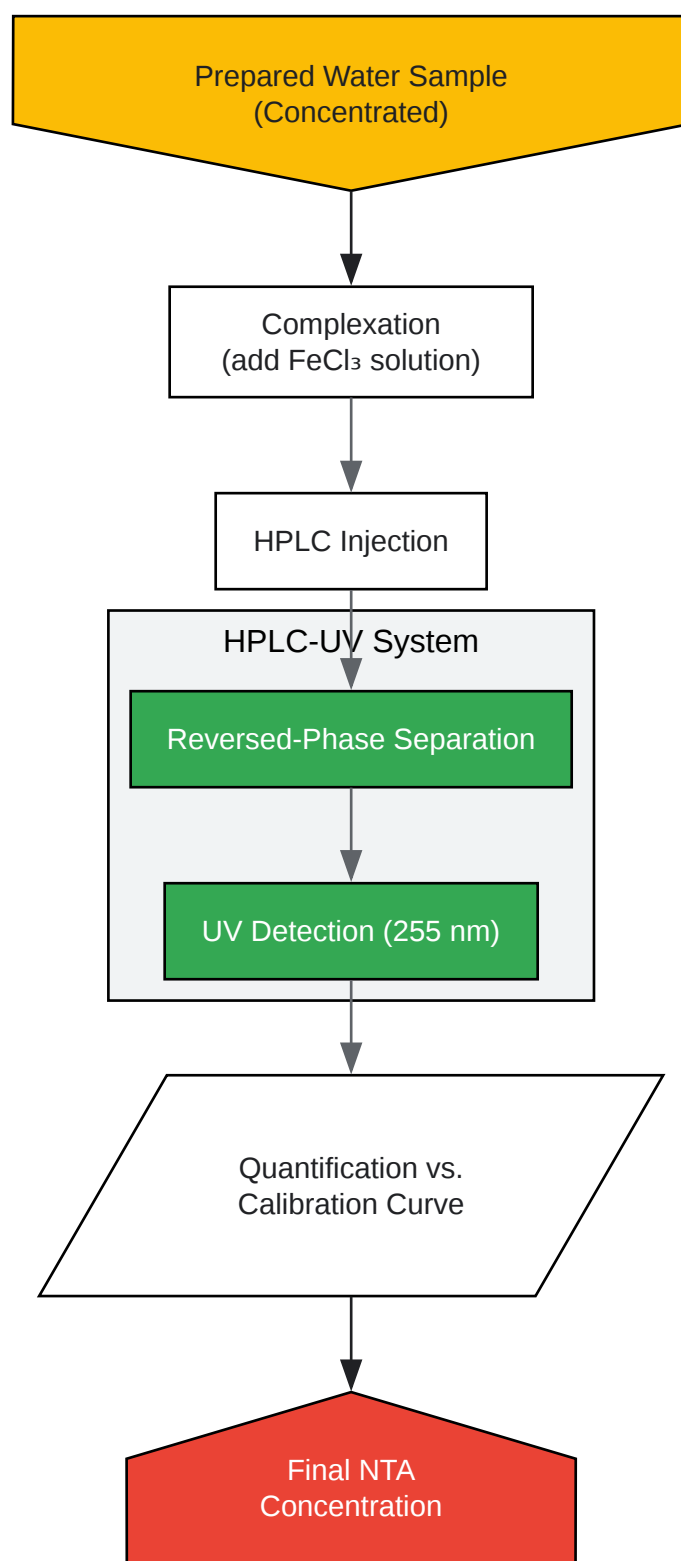 Prepared Water Sample
(Concentrated)
Complexation
(add FeCl₃ solution)
HPLC Injection
HPLC-UV System
Reversed-Phase Separation
UV Detection (255 nm)
Quantification vs.
Calibration Curve
Final NTA
Concentration